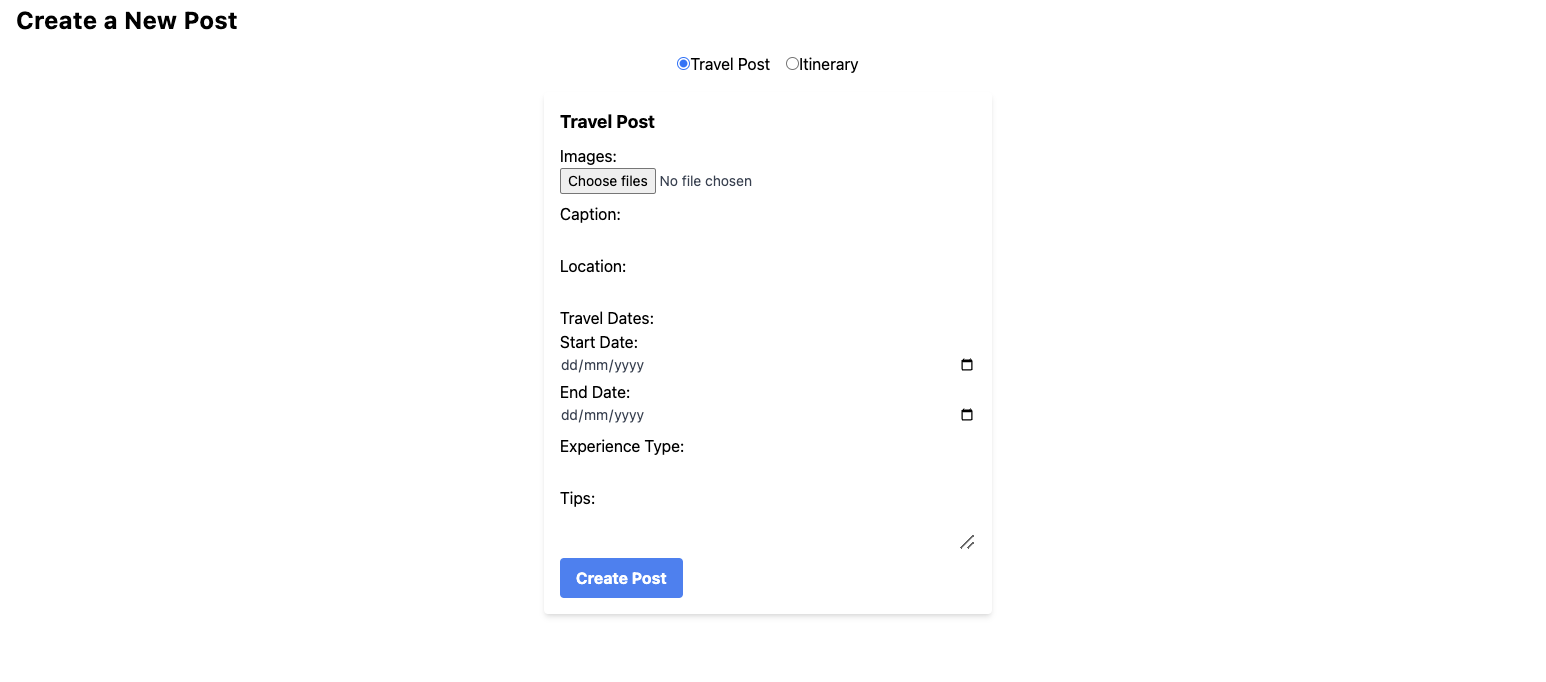 Create a New Post
Travel Post Itinerary
Travel Post
Images:
Choose files No file chosen
Caption:
Location:
Travel Dates:
Start Date:
dd/mm/yyyy
End Date:
dd/mm/yyyy
Experience Type:
Tips:
Create Post